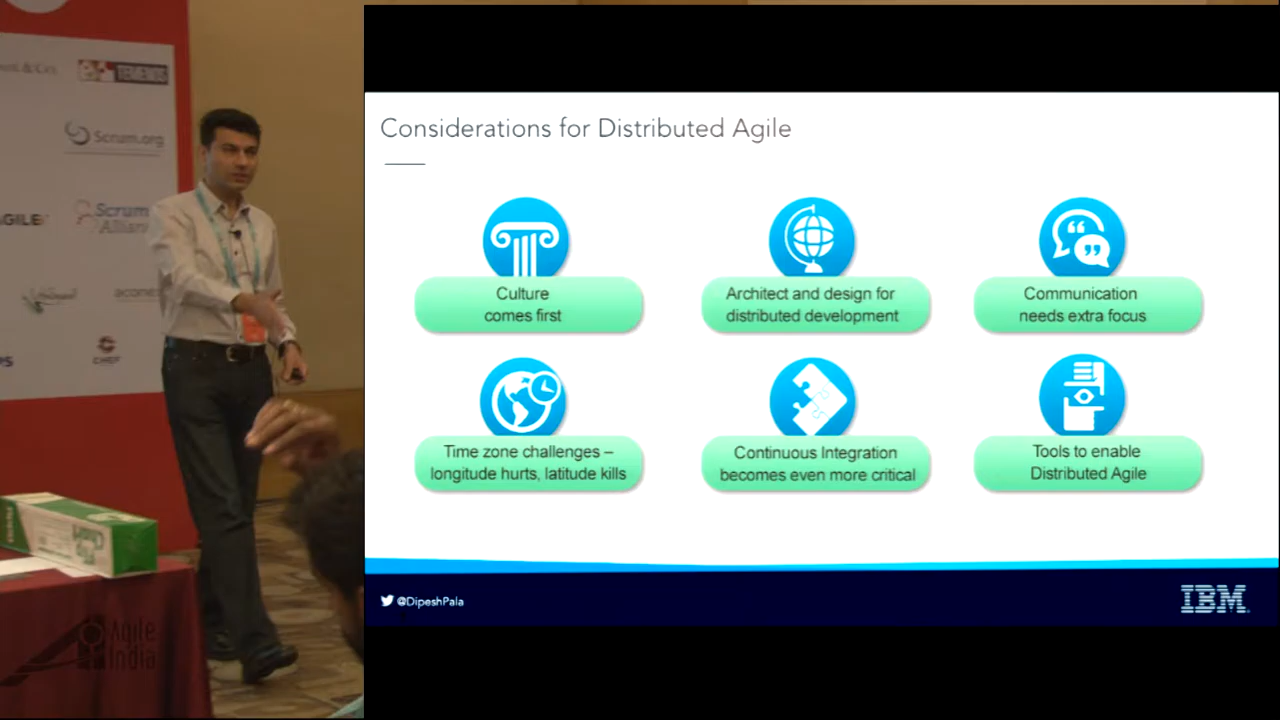 TENEWS
Scrum.org
AGILE
Scrum
Allian
CHEF
Agile
India
Considerations for Distributed Agile
Culture
comes first
Architect and design for
distributed development
Communication
needs extra focus
Time zone challenges –
longitude hurts, latitude kills
Continuous Integration
becomes even more critical
Tools to enable
Distributed Agile
@DipeshPala
IBM